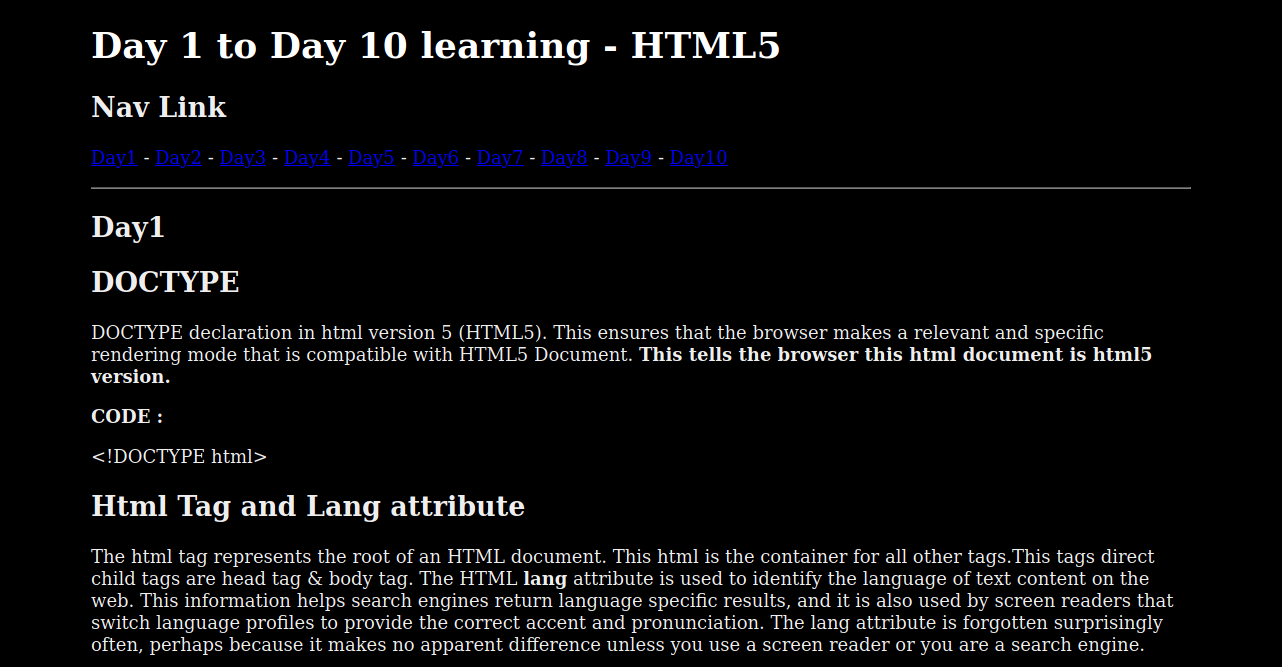 Day 1 to Day 10 learning - HTML5
Nav Link
Day1 - Day2 - Day3 - Day4 - Day5 - Day6 - Day7 - Day8 - Day9 - Day10
Day1
DOCTYPE
DOCTYPE declaration in html version 5 (HTML5). This ensures that the browser makes a relevant and specific
rendering mode that is compatible with HTML5 Document. This tells the browser this html document is html5
version.
CODE :
<!DOCTYPE html>
Html Tag and Lang attribute
The html tag represents the root of an HTML document. This html is the container for all other tags.This tags direct
child tags are head tag & body tag. The HTML lang attribute is used to identify the language of text content on the
web. This information helps search engines return language specific results, and it is also used by screen readers that
switch language profiles to provide the correct accent and pronunciation. The lang attribute is forgotten surprisingly
often, perhaps because it makes no apparent difference unless you use a screen reader or you are a search engine.